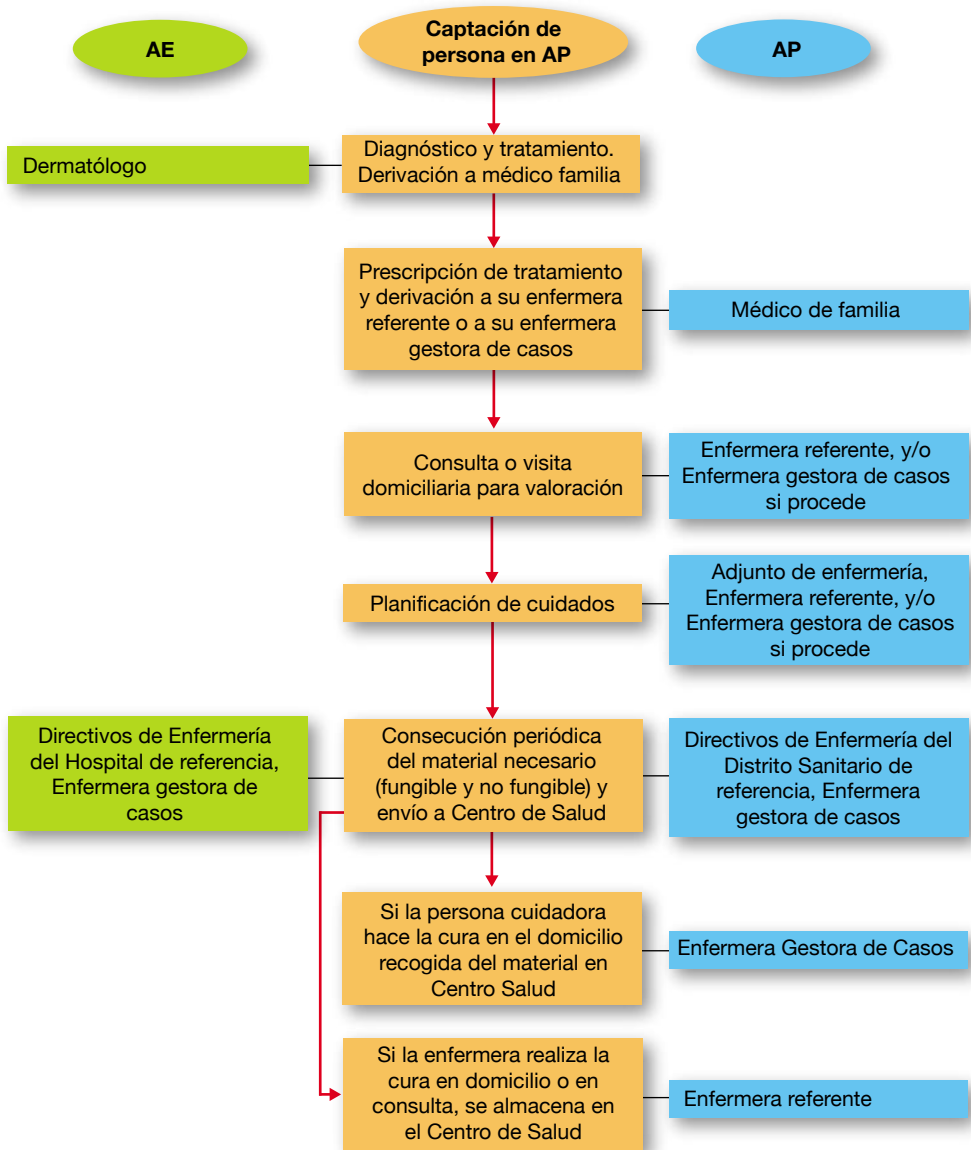 AE
Captación de
persona en AP
AP
Dermatólogo
Diagnóstico y tratamiento.
Derivación a médico familia
Prescripción de tratamiento
y derivación a su enfermera
referente o a su enfermera
gestora de casos
Médico de familia
Consulta o visita
domiciliaria para valoración
Enfermera referente, y/o
Enfermera gestora de casos
si procede
Planificación de cuidados
Adjunto de enfermería,
Enfermera referente, y/o
Enfermera gestora de casos
si procede
Directivos de Enfermería
del Hospital de referencia,
Enfermera gestora de
casos
Consecución periódica
del material necesario
(fungible y no fungible) y
envío a Centro de Salud
Directivos de Enfermería del
Distrito Sanitario de
referencia, Enfermera
gestora de casos
Si la persona cuidadora
hace la cura en el domicilio
recogida del material en
Centro Salud
Enfermera Gestora de Casos
Si la enfermera realiza la
cura en domicilio o en
consulta, se almacena en
el Centro de Salud
Enfermera referente